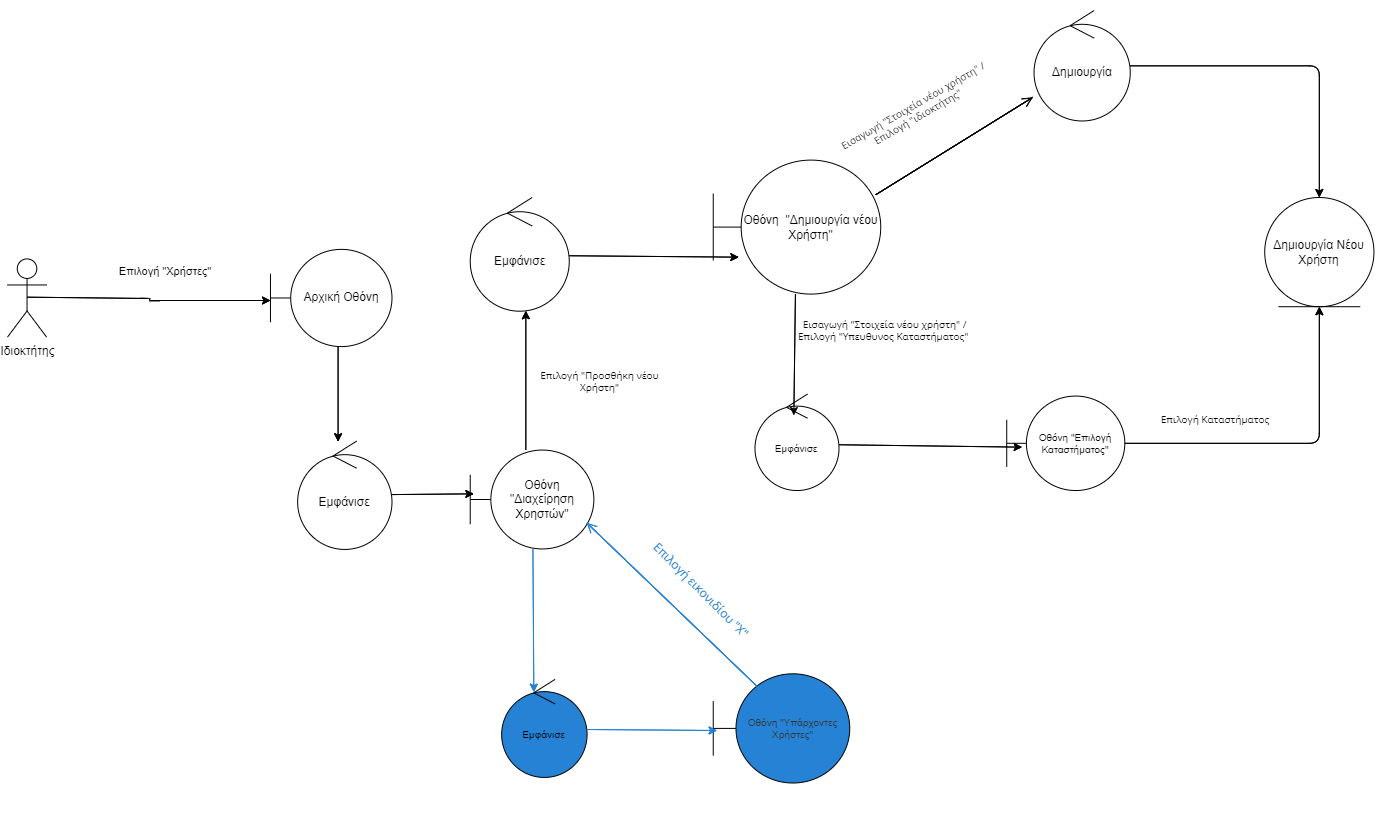 Δημιουργία
Εισαγωγή "Στοιχεία νέου χρήστη" /
Επιλογή "ιδιοκτήτης"
Οθόνη "Δημιουργία νέου
Χρήστη"
Δημιουργία Νέου
Χρήστη
Εμφάνισε
Επιλογή "Χρήστες"
Αρχική Οθόνη
Ιδιοκτήτης
Εισαγωγή "Στοιχεία νέου χρήστη" /
Επιλογή "Υπευθυνος Καταστήματος"
Επιλογή "Προσθήκη νέου
Χρήστη"
Επιλογή Καταστήματος
Εμφάνισε
Οθόνη "Επιλογή
Καταστήματος"
Εμφάνισε
Οθόνη
"Διαχείρηση
Χρηστών"
Επιλογή εικονιδίου "Χ"
Εμφάνισε
Οθόνη "Υπάρχοντες
Χρήστες"